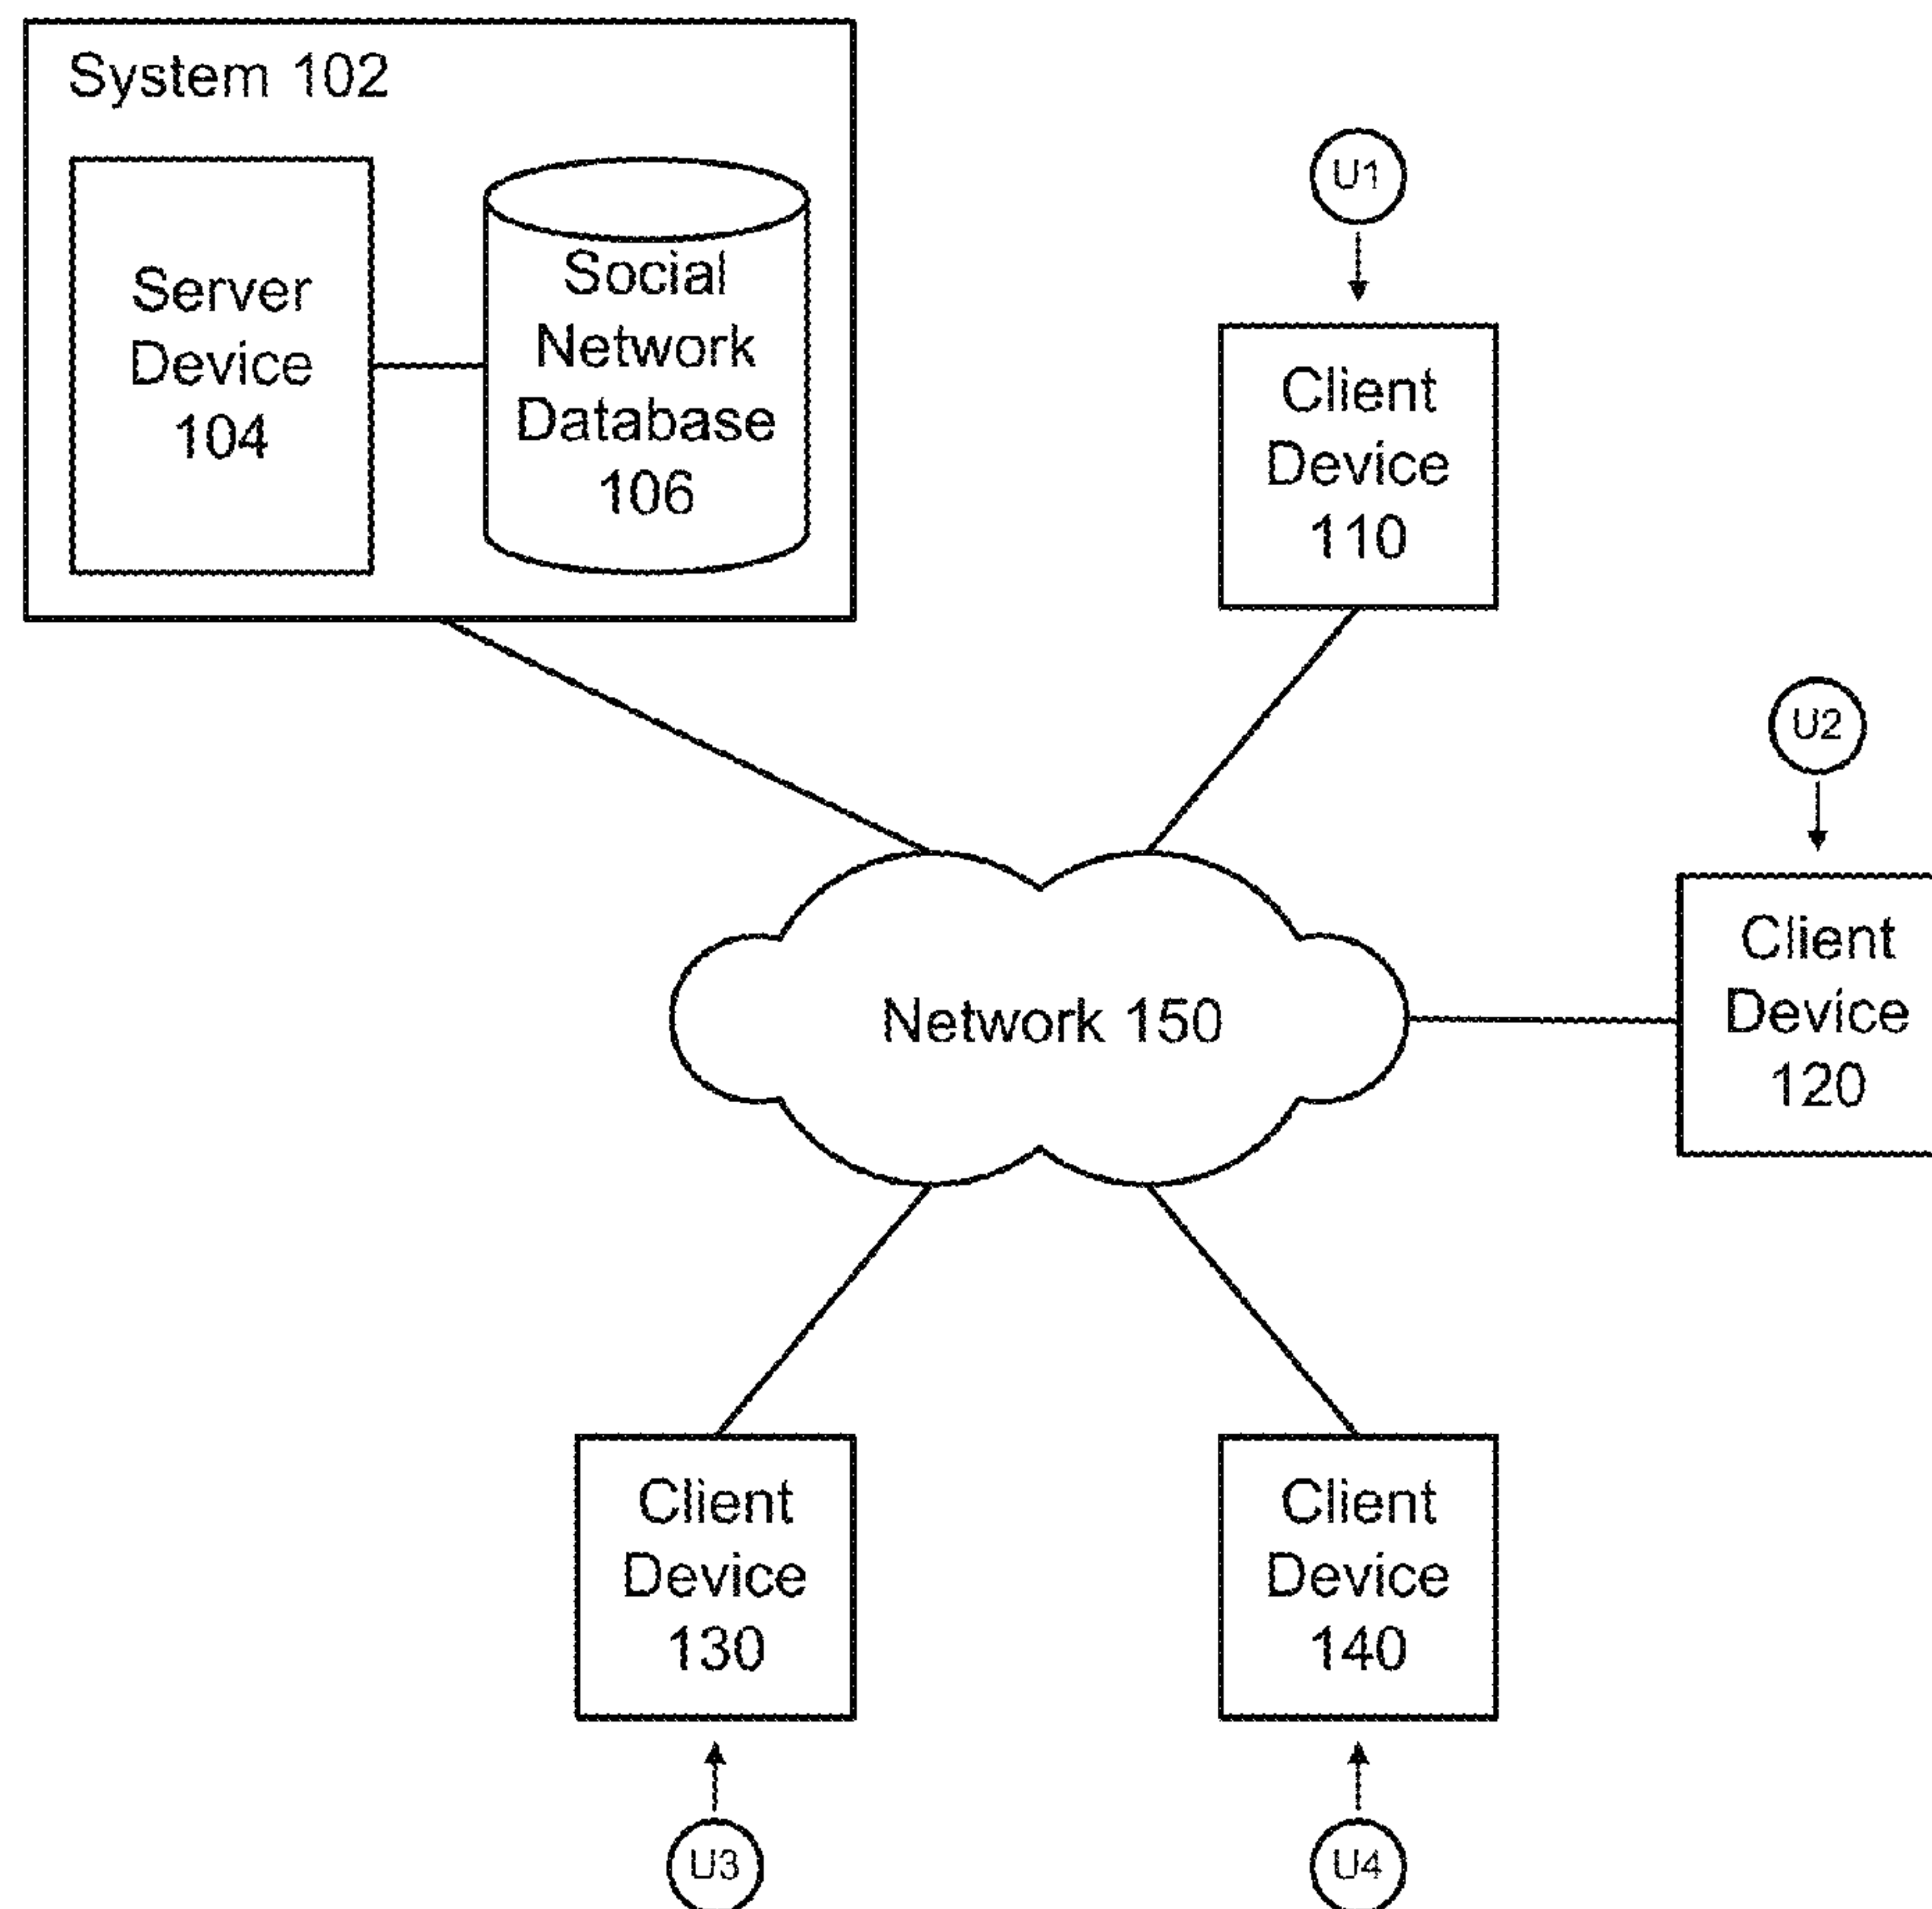 System 102
Server
Device
104
Social
Network
Database
106
U1
Client
Device
110
U2
Client
Device
120
Network 150
Client
Device
130
Client
Device
140
U3
U4